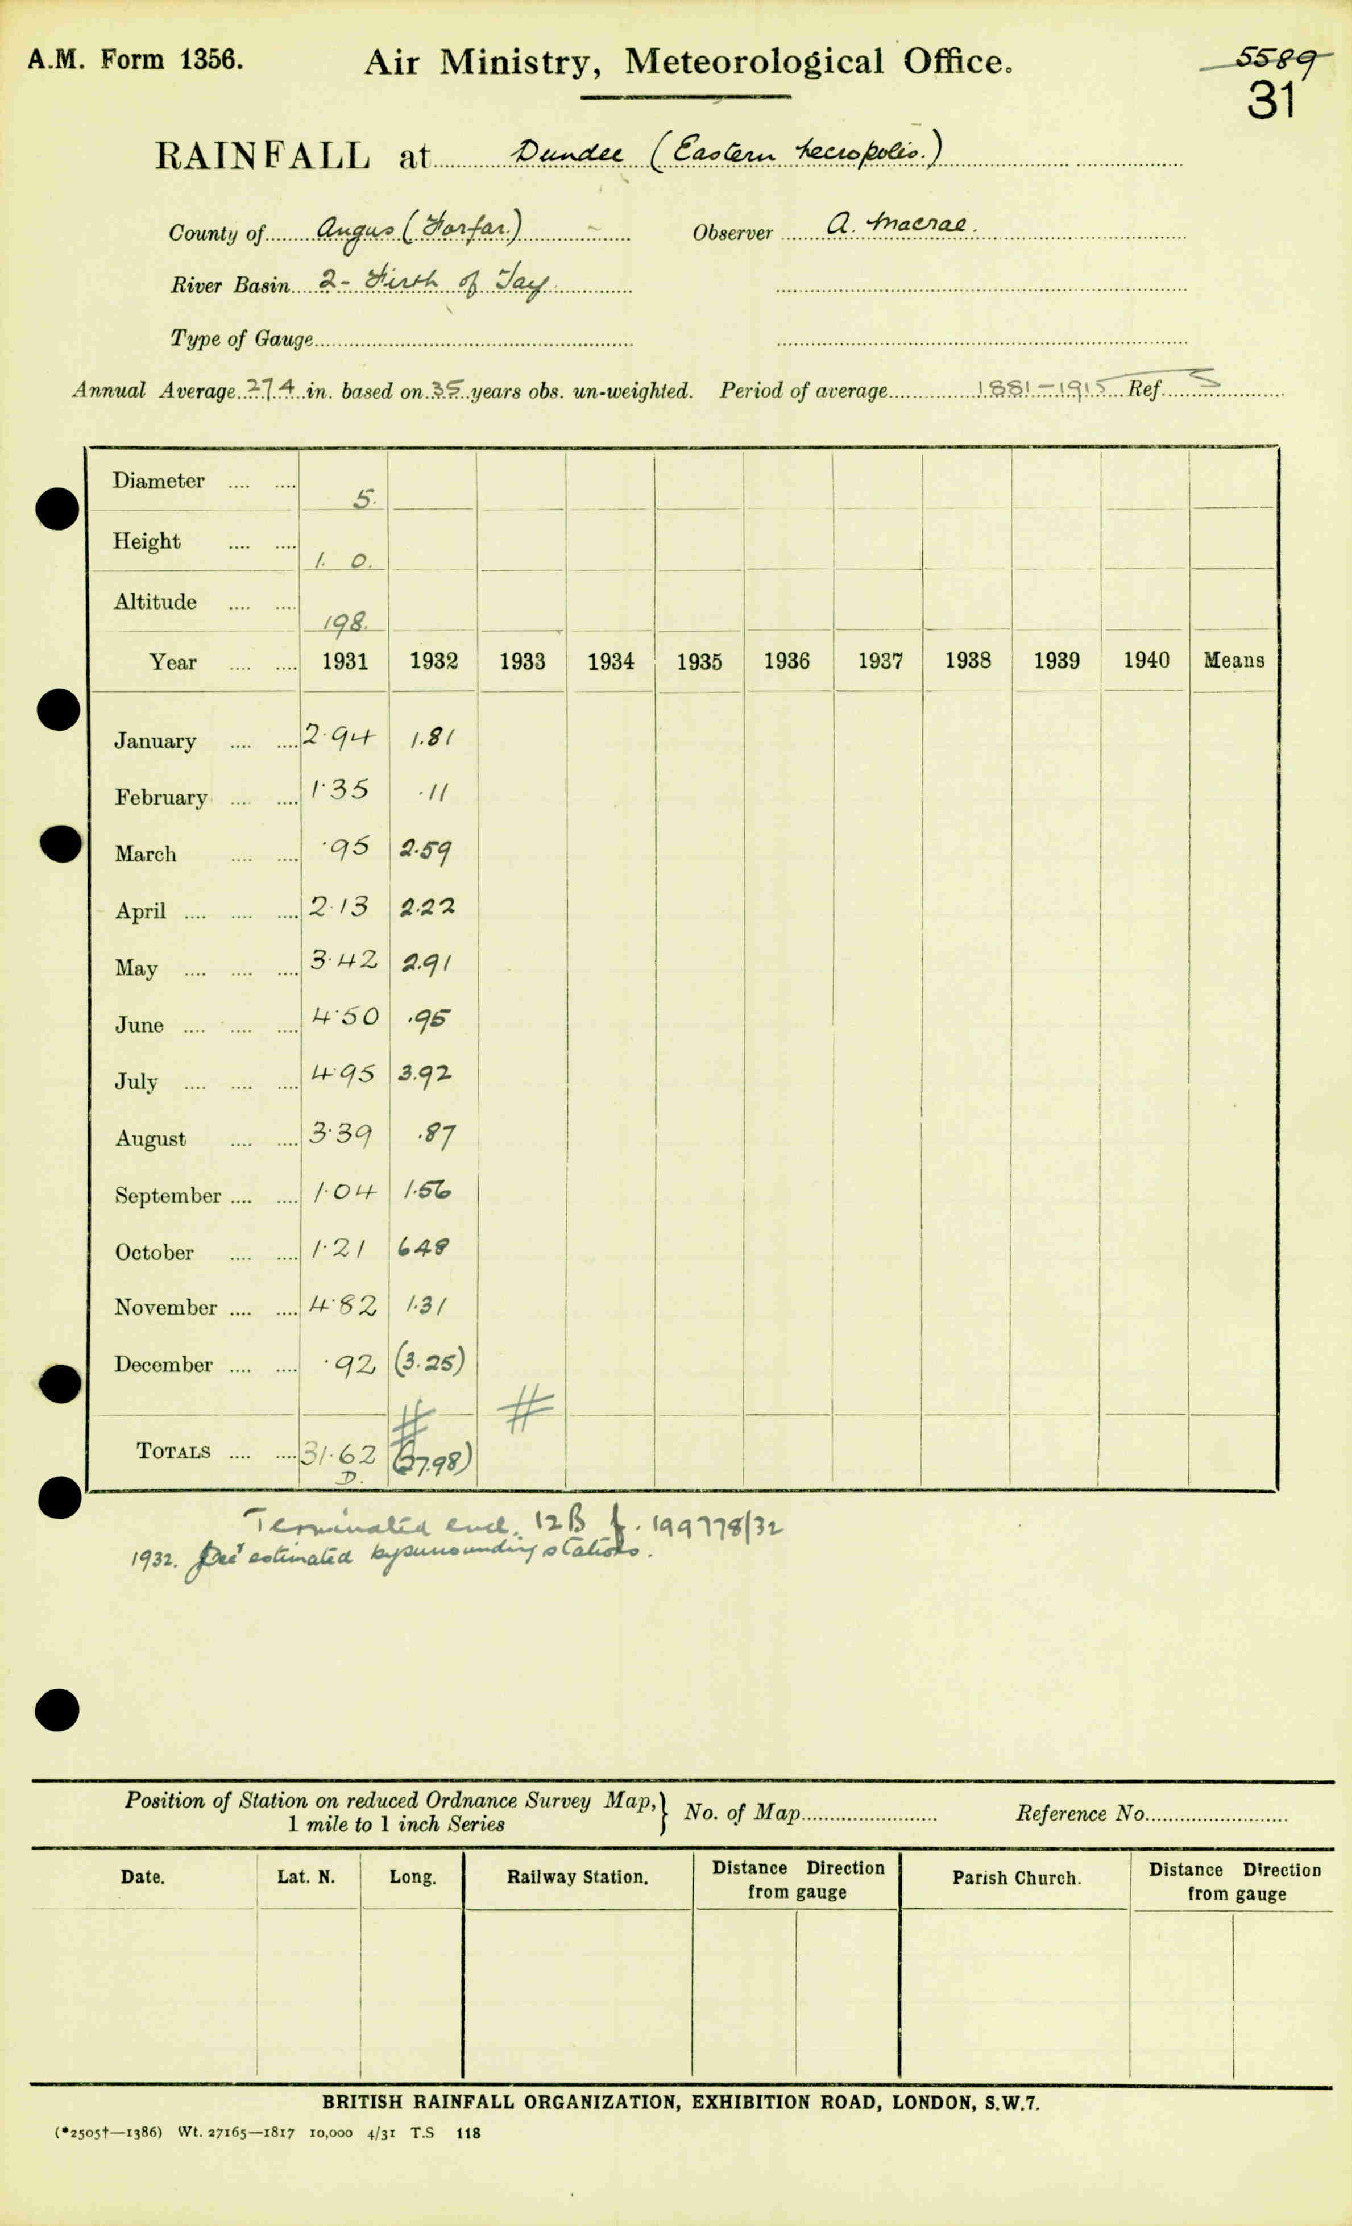 A.M. Form 1356. Air Ministry, Meteorological Office. 5589
31
RAINFALL at Dundee (Eastern Necropolis.)
County of Angus (Forfar.) Observer A. Macrae.
River Basin 2 - Firth of Tay
Type of Gauge
Annual Average 27.4 in. based on 35 years obs. un-weighted. Period of average 1881-1915 Ref. S
Diameter 5.
Height 1. 0.
Altitude 198.
Year 1931 1932 1933 1934 1935 1936 1937 1938 1939 1940 Means
January 2.94 1.81
February 1.35 .11
March .95 2.59
April 2.13 2.22
May 3.42 2.91
June 4.50 .95
July 4.95 3.92
August 3.39 .87
September 1.04 1.56
October 1.21 6.48
November 4.82 1.31
December .92 (3.25)
# #
TOTALS 31.62 (27.98)
D.
Terminated end. 12B f. 199778/32
1932. Dec estimated by surrounding stations.
Position of Station on reduced Ordnance Survey Map, } No. of Map Reference No.
1 mile to 1 inch Series
Date. Lat. N. Long. Railway Station. Distance Direction from gauge Parish Church. Distance Direction from gauge
BRITISH RAINFALL ORGANIZATION, EXHIBITION ROAD, LONDON, S.W.7.
(*2505†—1386) Wt. 27165—1817 10,000 4/31 T.S 118